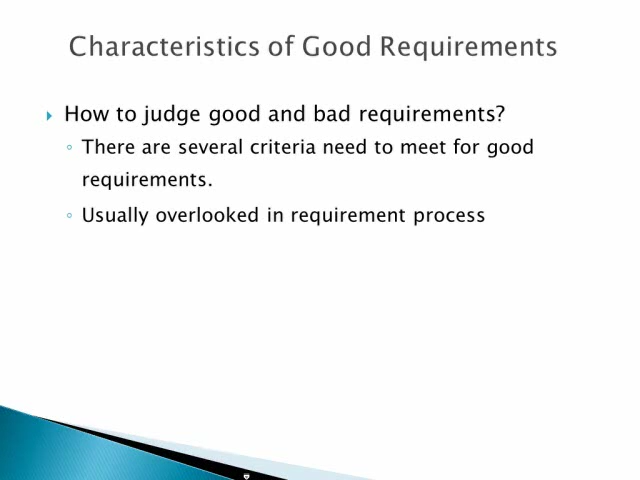 Characteristics of Good Requirements
How to judge good and bad requirements?
There are several criteria need to meet for good
requirements.
Usually overlooked in requirement process